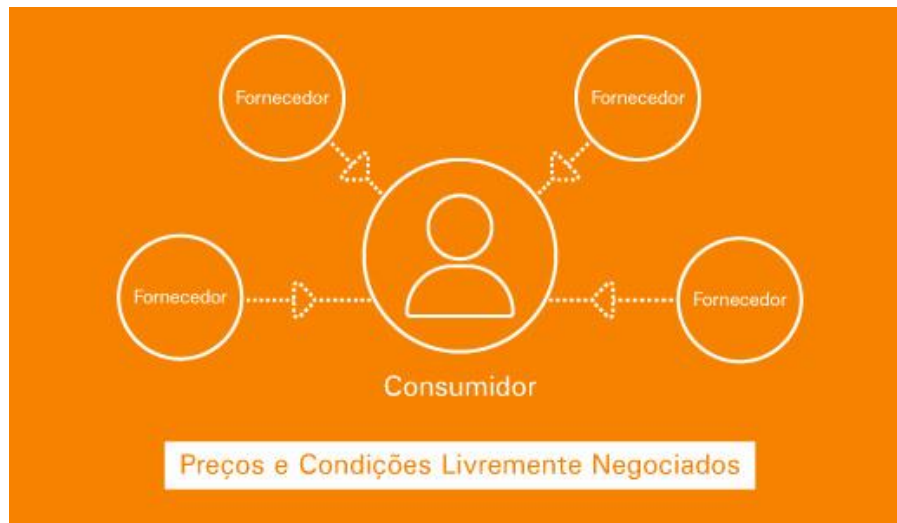 Fornecedor
Fornecedor
Fornecedor
Fornecedor
Consumidor
Preços e Condições Livremente Negociados